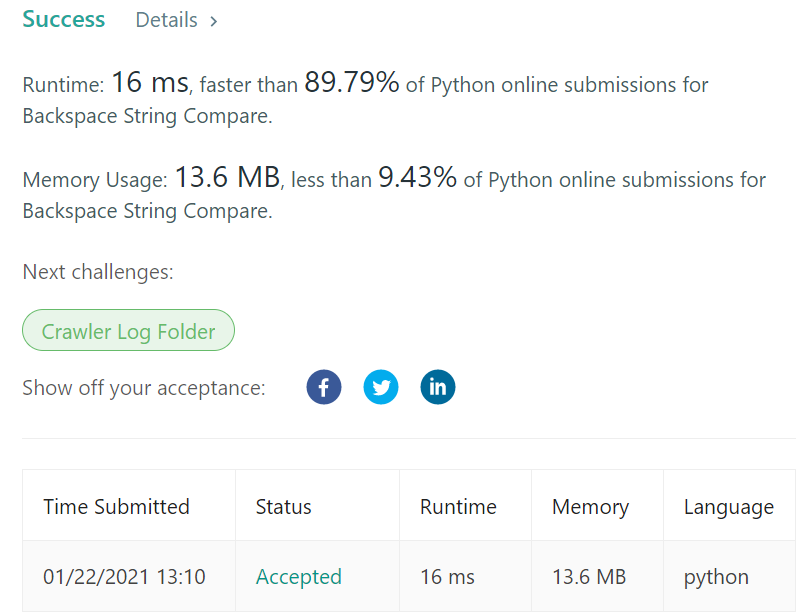 Success Details >
Runtime: 16 ms, faster than 89.79% of Python online submissions for
Backspace String Compare.
Memory Usage: 13.6 MB, less than 9.43% of Python online submissions for
Backspace String Compare.
Next challenges:
Crawler Log Folder
Show off your acceptance:
Time Submitted Status Runtime Memory Language
01/22/2021 13:10 Accepted 16 ms 13.6 MB python